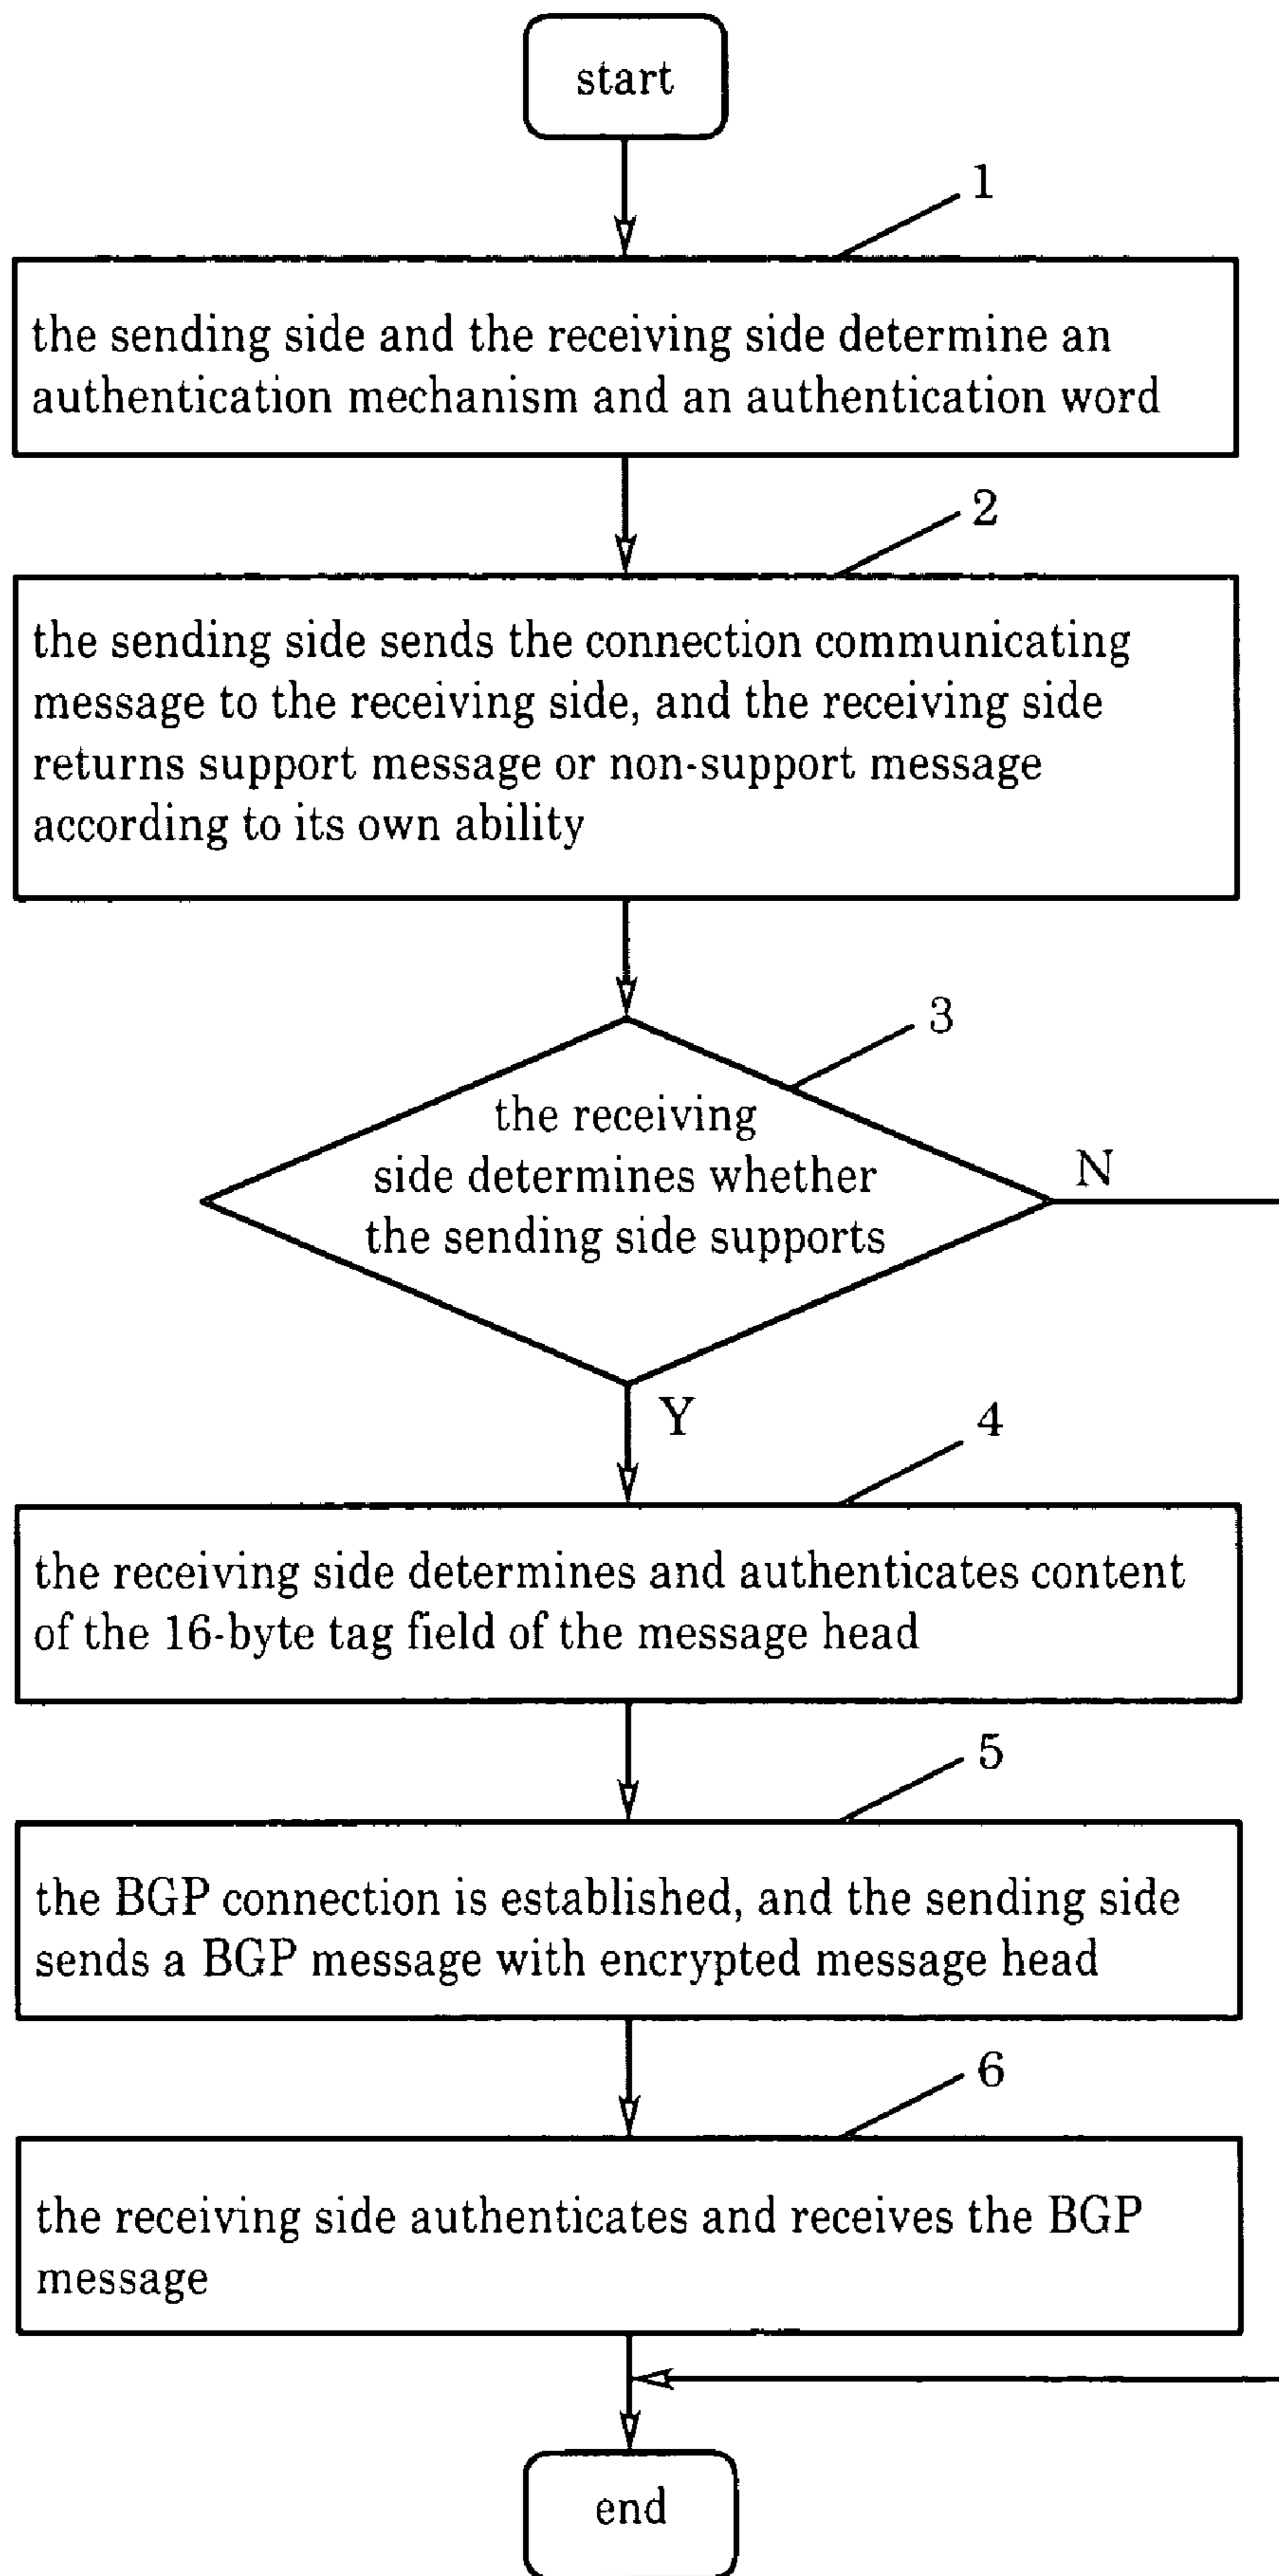 start
1
the sending side and the receiving side determine an
authentication mechanism and an authentication word
2
the sending side sends the connection communicating
message to the receiving side, and the receiving side
returns support message or non-support message
according to its own ability
3
the receiving
side determines whether
the sending side supports
N
Y
4
the receiving side determines and authenticates content
of the 16-byte tag field of the message head
5
the BGP connection is established, and the sending side
sends a BGP message with encrypted message head
6
the receiving side authenticates and receives the BGP
message
end